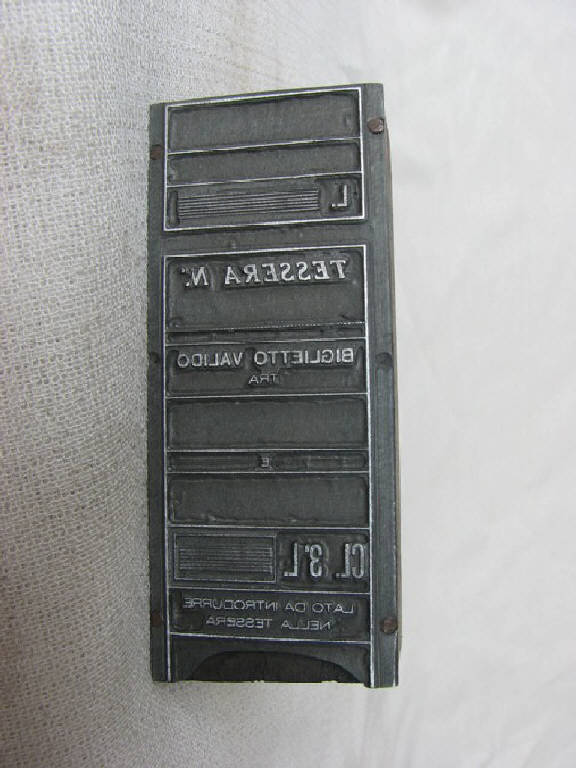 L.
TESSERA N.
BIGLIETTO VALIDO
TRA
E
CL. 3ª L.
LATO DA INTRODURRE
NELLA TESSERA